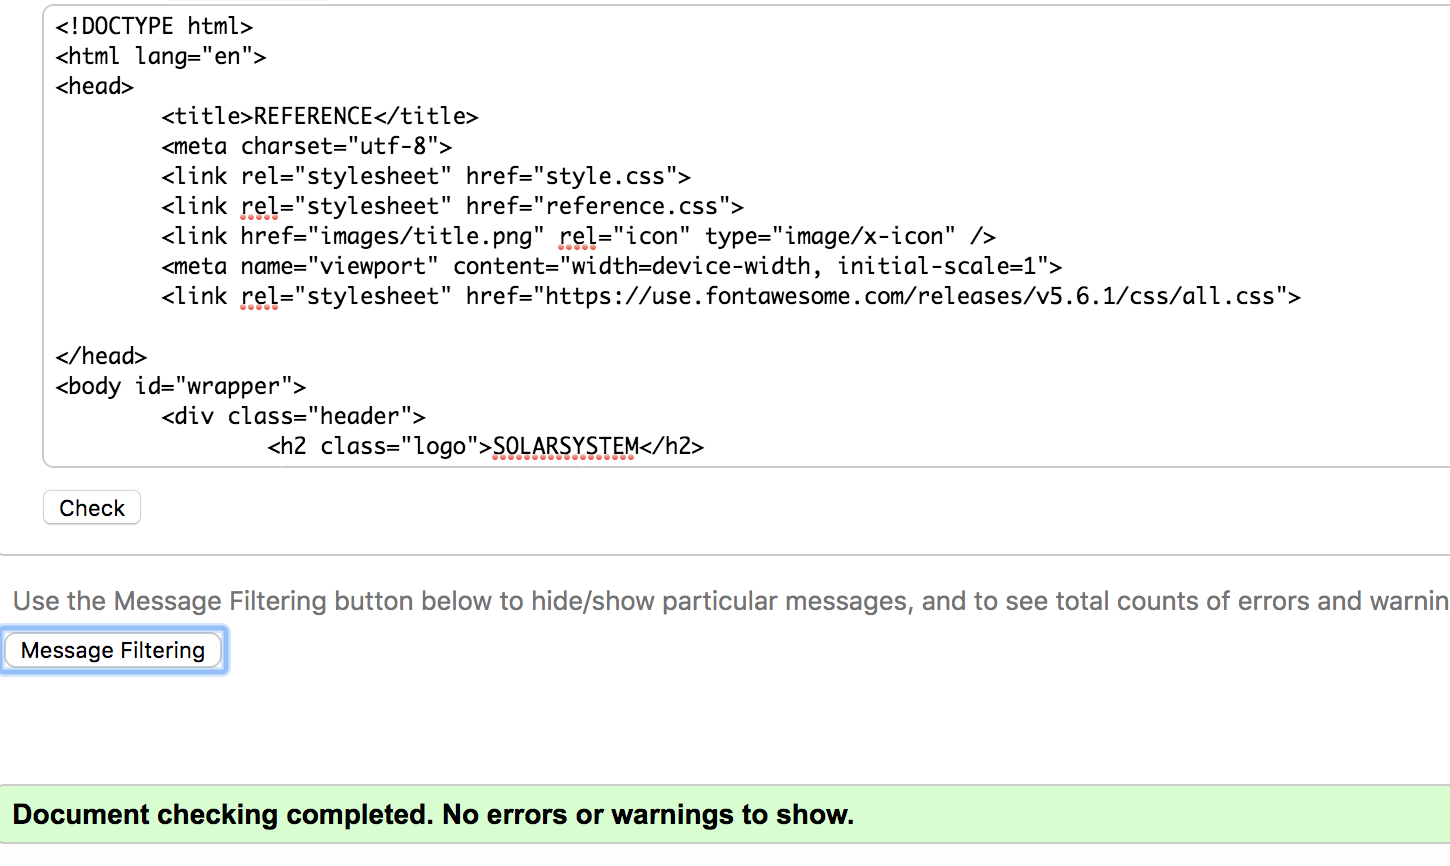 <!DOCTYPE html>
<html lang="en">
<head>
<title>REFERENCE</title>
<meta charset="utf-8">
<link rel="stylesheet" href="style.css">
<link rel="stylesheet" href="reference.css">
<link href="images/title.png" rel="icon" type="image/x-icon" />
<meta name="viewport" content="width=device-width, initial-scale=1">
<link rel="stylesheet" href="https://use.fontawesome.com/releases/v5.6.1/css/all.css">
</head>
<body id="wrapper">
<div class="header">
<h2 class="logo">SOLARSYSTEM</h2>
Check
Use the Message Filtering button below to hide/show particular messages, and to see total counts of errors and warnin
Message Filtering
Document checking completed. No errors or warnings to show.